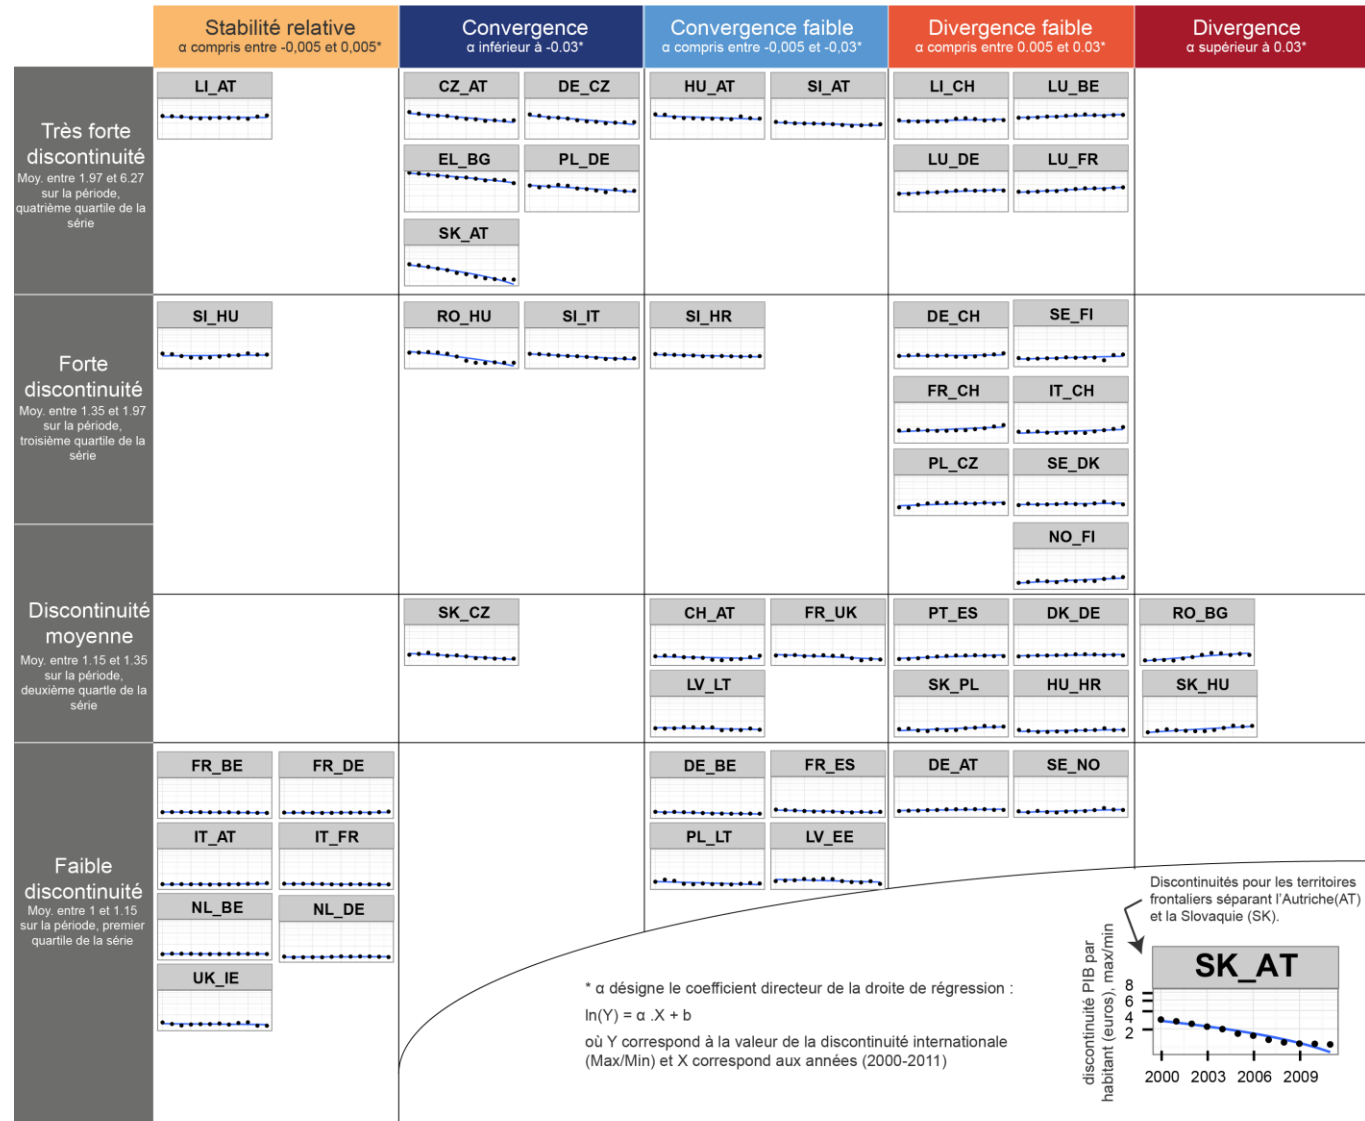 Stabilité relative
α compris entre -0,005 et 0,005*
Convergence
α inférieur à -0.03*
Convergence faible
α compris entre -0,005 et -0,03*
Divergence faible
α compris entre 0.005 et 0.03*
Divergence
α supérieur à 0.03*
Très forte
discontinuité
Moy. entre 1.97 et 6.27
sur la période,
quatrième quartile de la
série
LI_AT
CZ_AT
DE_CZ
HU_AT
SI_AT
LI_CH
LU_BE
EL_BG
PL_DE
LU_DE
LU_FR
SK_AT
Forte
discontinuité
Moy. entre 1.35 et 1.97
sur la période,
troisième quartile de la
série
SI_HU
RO_HU
SI_IT
SI_HR
DE_CH
SE_FI
FR_CH
IT_CH
PL_CZ
SE_DK
NO_FI
Discontinuité
moyenne
Moy. entre 1.15 et 1.35
sur la période,
deuxième quartle de la
série
SK_CZ
CH_AT
FR_UK
PT_ES
DK_DE
RO_BG
LV_LT
SK_PL
HU_HR
SK_HU
Faible
discontinuité
Moy. entre 1 et 1.15
sur la période, premier
quartile de la série
FR_BE
FR_DE
DE_BE
FR_ES
DE_AT
SE_NO
IT_AT
IT_FR
PL_LT
LV_EE
NL_BE
NL_DE
UK_IE
* α désigne le coefficient directeur de la droite de régression :
ln(Y) = α .X + b
où Y correspond à la valeur de la discontinuité internationale
(Max/Min) et X correspond aux années (2000-2011)
Discontinuités pour les territoires
frontaliers séparant l'Autriche(AT)
et la Slovaquie (SK).
SK_AT
discontinuité PIB par
habitant (euros), max/min
8
6
4
2
2000 2003 2006 2009